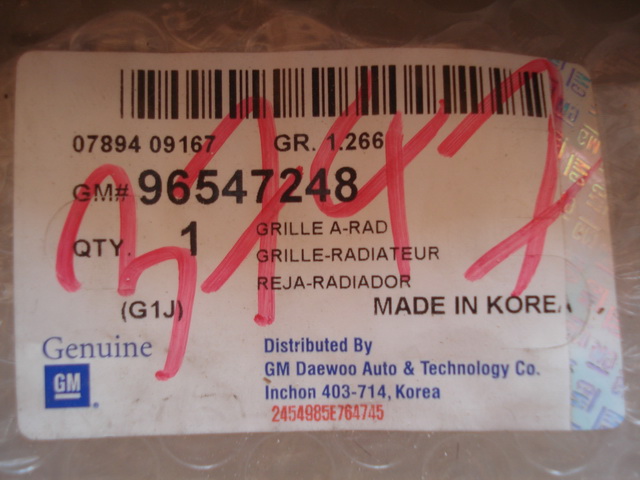 07894 09167 GR. 1.266
GM# 96547248
QTY. 1 GRILLE A-RAD
GRILLE-RADIATEUR
REJA-RADIADOR
(G1J) MADE IN KOREA
Genuine
GM
Distributed By
GM Daewoo Auto & Technology Co.
Inchon 403-714, Korea
2454985E764745
3747